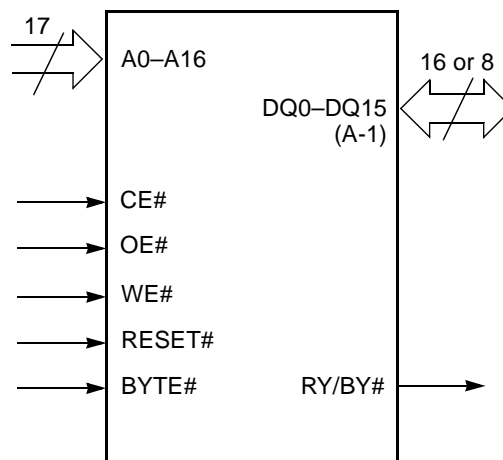 17
A0–A16
16 or 8
DQ0–DQ15
(A-1)
CE#
OE#
WE#
RESET#
BYTE#
RY/BY#